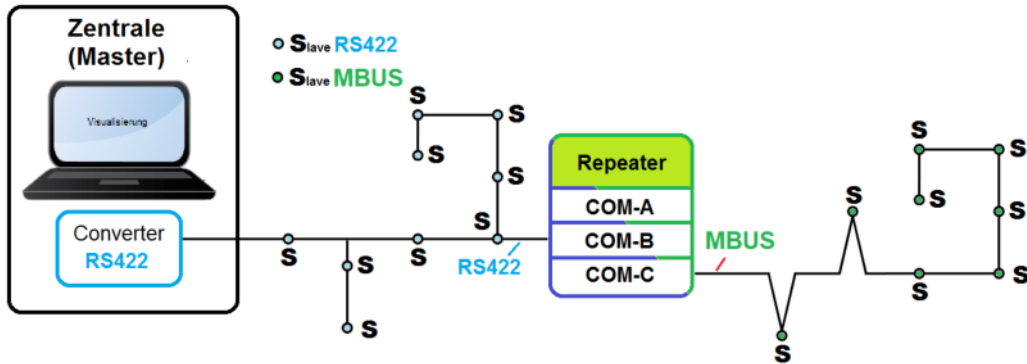 Zentrale
(Master)
Visualisierung
Converter
RS422
Slave RS422
Slave MBUS
S
S
S
S
S
S
S
S
S
RS422
Repeater
COM-A
COM-B
COM-C
MBUS
S
S
S
S
S
S
S
S